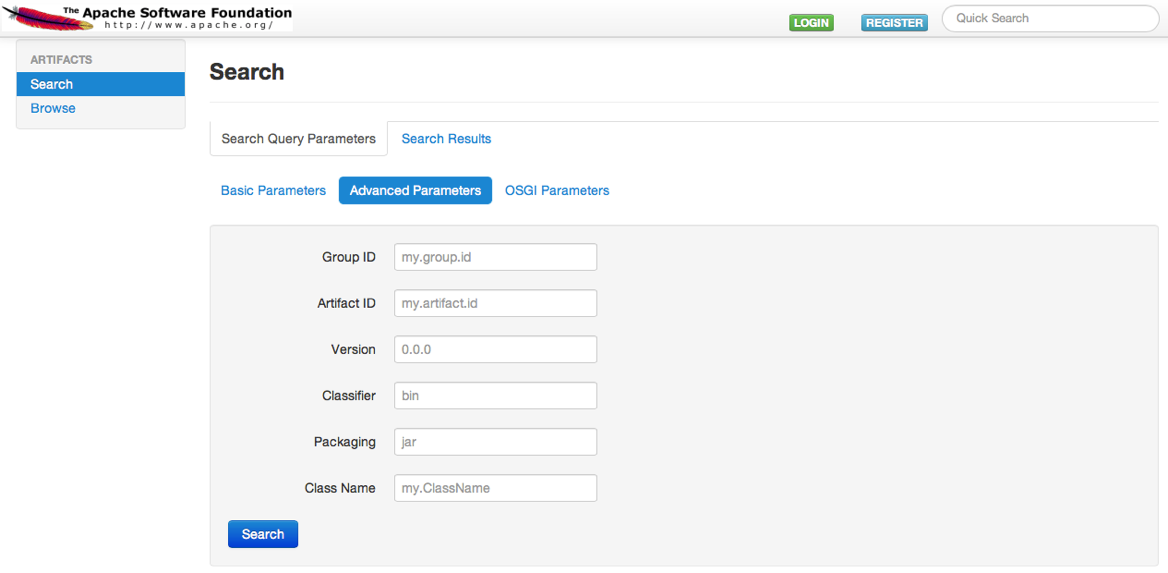 The Apache Software Foundation
http://www.apache.org/
LOGIN
REGISTER
Quick Search
ARTIFACTS
Search
Browse
Search
Search Query Parameters
Search Results
Basic Parameters
Advanced Parameters
OSGI Parameters
Group ID
my.group.id
Artifact ID
my.artifact.id
Version
0.0.0
Classifier
bin
Packaging
jar
Class Name
my.ClassName
Search